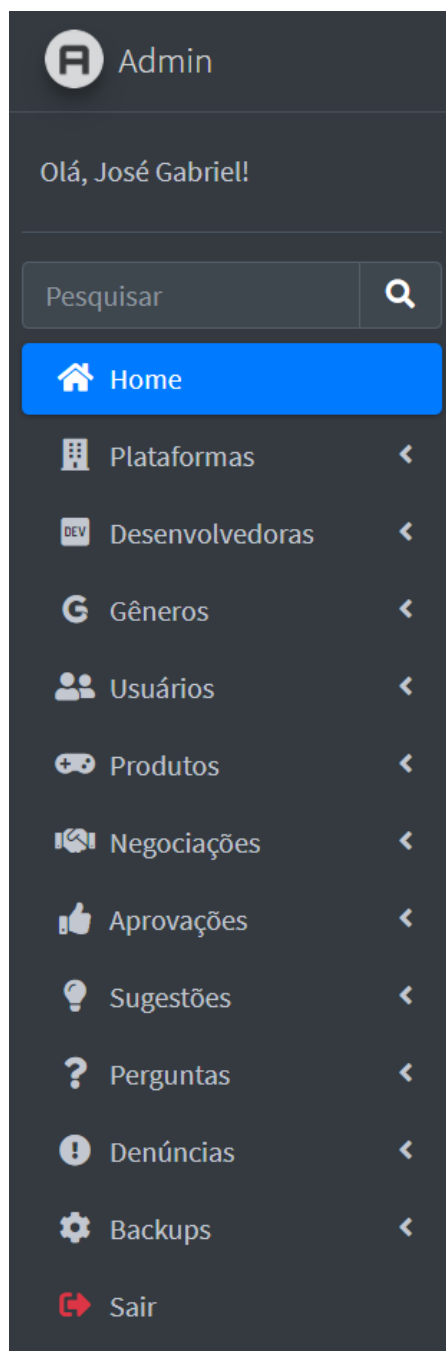 Admin
Olá, José Gabriel!
Pesquisar
Home
Plataformas
DEV Desenvolvedoras
Gêneros
Usuários
Produtos
Negociações
Aprovações
Sugestões
Perguntas
Denúncias
Backups
Sair